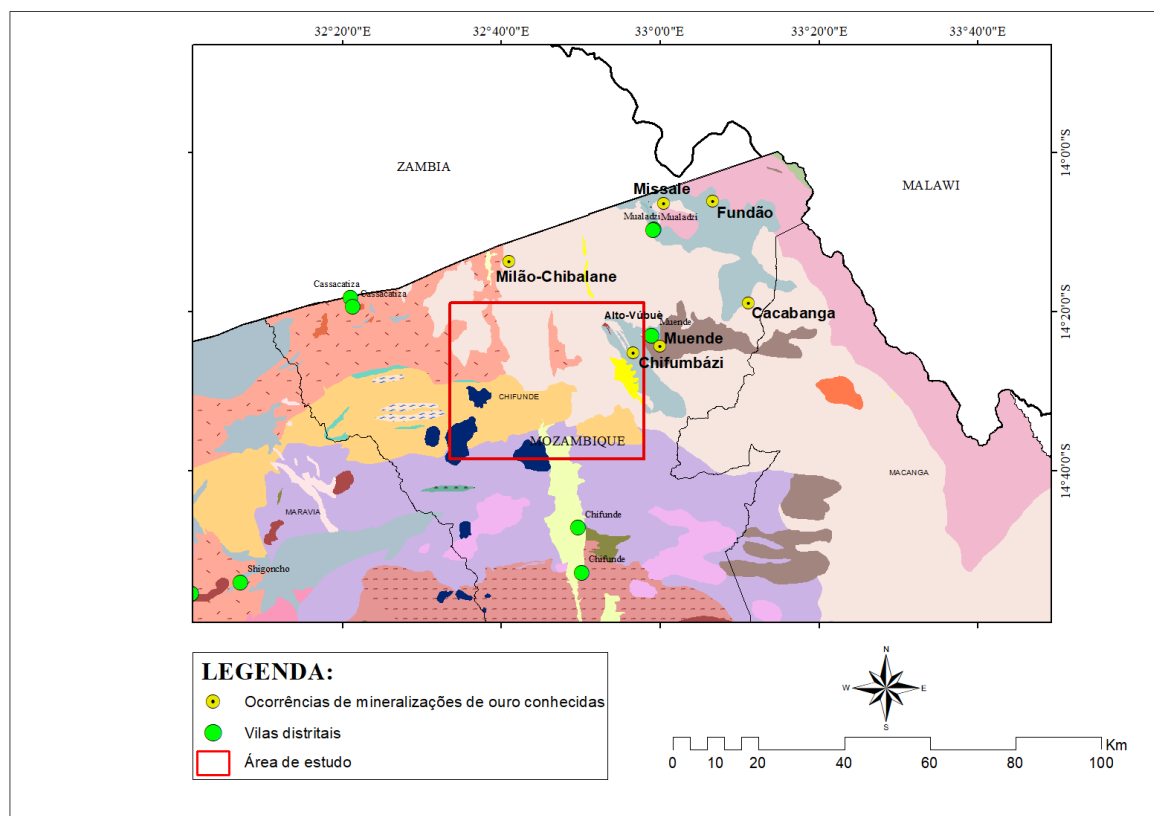 32°20'0"E
32°40'0"E
33°0'0"E
33°20'0"E
33°40'0"E
ZAMBIA
MALAWI
14°0'0"S
Missale
Fundão
Mualadzi
Mualadzi
Milão-Chibalane
Cassacatiza
Cassacatiza
Cacabanga
14°20'0"S
Alto-Vúbuè
Muende
Muende
Chifumbázi
CHIFUNDE
MOZAMBIQUE
14°40'0"S
MACANGA
MARAVIA
Chifunde
Chifunde
Shigoncho
LEGENDA:
Ocorrências de mineralizações de ouro conhecidas
Vilas distritais
Área de estudo
N
W
E
S
Km
0 10 20 40 60 80 100